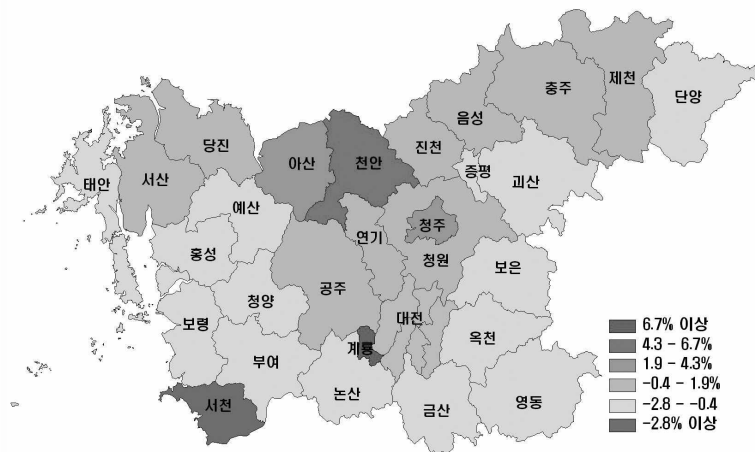 제천
충주
단양
음성
당진
진천
아산
천안
서산
태안
증평
괴산
예산
청주
연기
홍성
청원
보은
공주
청양
보령
대전
계룡
옥천
부여
논산
서천
금산
영동
6.7% 이상
4.3 - 6.7%
1.9 - 4.3%
-0.4 - 1.9%
-2.8 - -0.4
-2.8% 이상